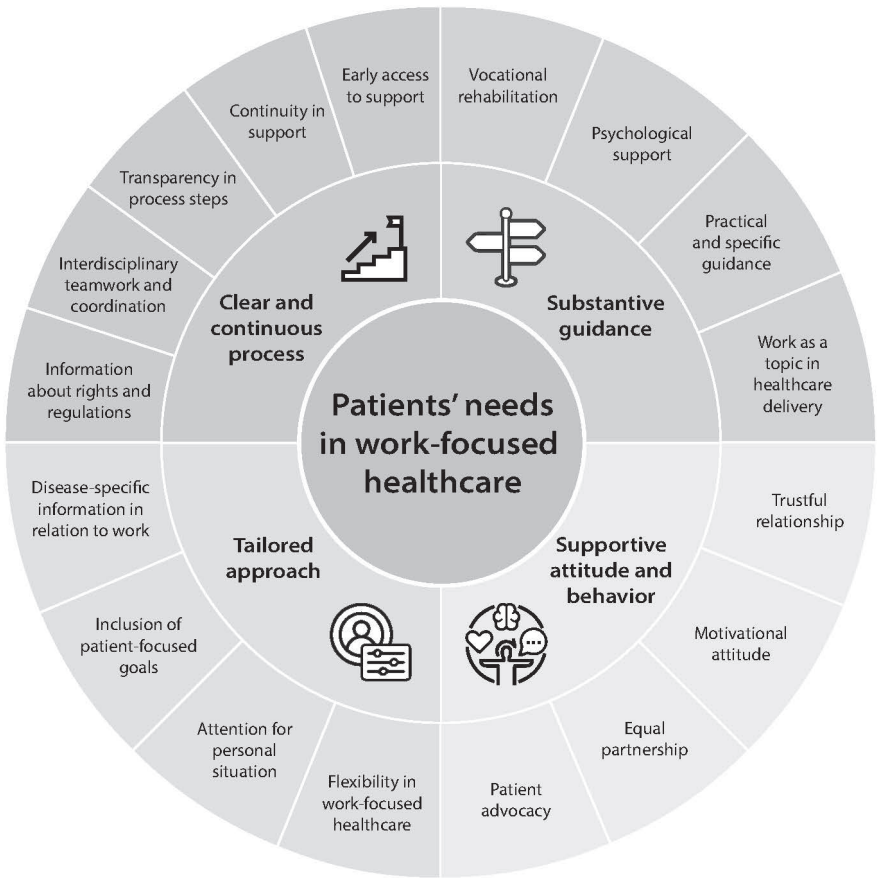 Patients’ needs
in work-focused
healthcare
Clear and
continuous
process
Early access
to support
Continuity in
support
Transparency in
process steps
Interdisciplinary
teamwork and
coordination
Information
about rights and
regulations
Substantive
guidance
Vocational
rehabilitation
Psychological
support
Practical
and specific
guidance
Work as a
topic in
healthcare
delivery
Supportive
attitude and
behavior
Trustful
relationship
Motivational
attitude
Equal
partnership
Patient
advocacy
Tailored
approach
Disease-specific
information in
relation to work
Inclusion of
patient-focused
goals
Attention for
personal
situation
Flexibility in
work-focused
healthcare